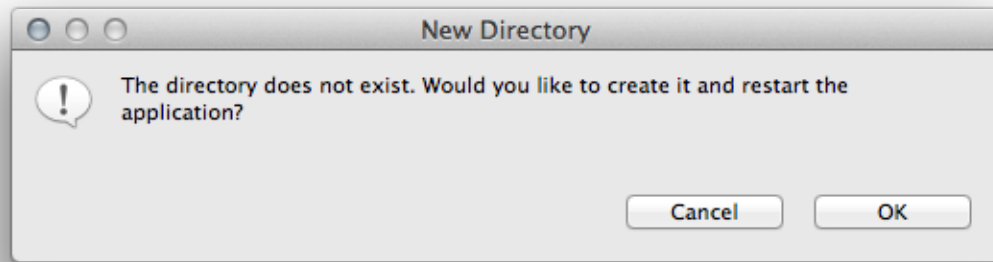 New Directory
The directory does not exist. Would you like to create it and restart the
application?
Cancel OK